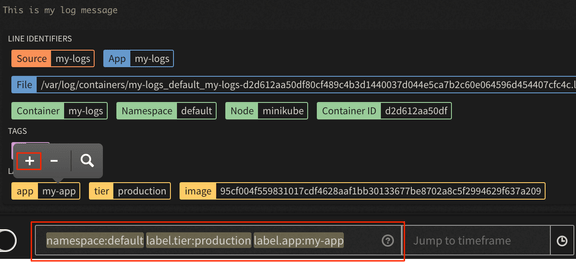 This is my log message
LINE IDENTIFIERS
Source my-logs App my-logs
File /var/log/containers/my-logs_default_my-logs-d2d612aa50df80cf489c4b3d1440037d044e5ca7b2c60e064596d454407cfc4c.l
Container my-logs Namespace default Node minikube Container ID d2d612aa50df
TAGS
app my-app tier production image 95cf004f559831017cdf4628aaf1bb30133677be8702a8c5f2994629f637a209
namespace:default label.tier:production label.app:my-app Jump to timeframe